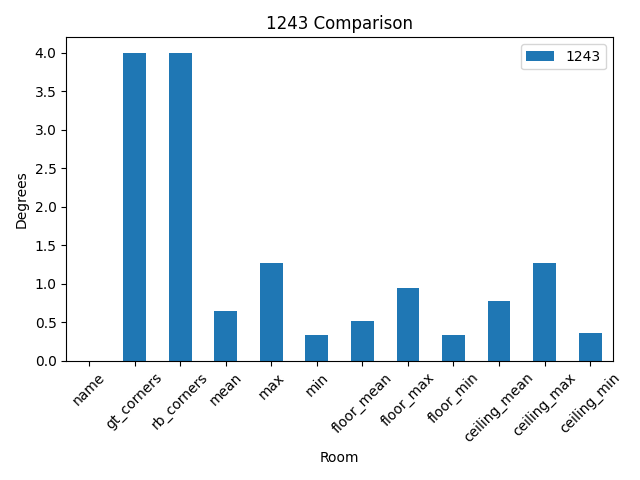 1243 Comparison
1243
Degrees
4.0
3.5
3.0
2.5
2.0
1.5
1.0
0.5
0.0
name
gt_corners
rb_corners
mean
max
min
floor_mean
floor_max
floor_min
ceiling_mean
ceiling_max
ceiling_min
Room